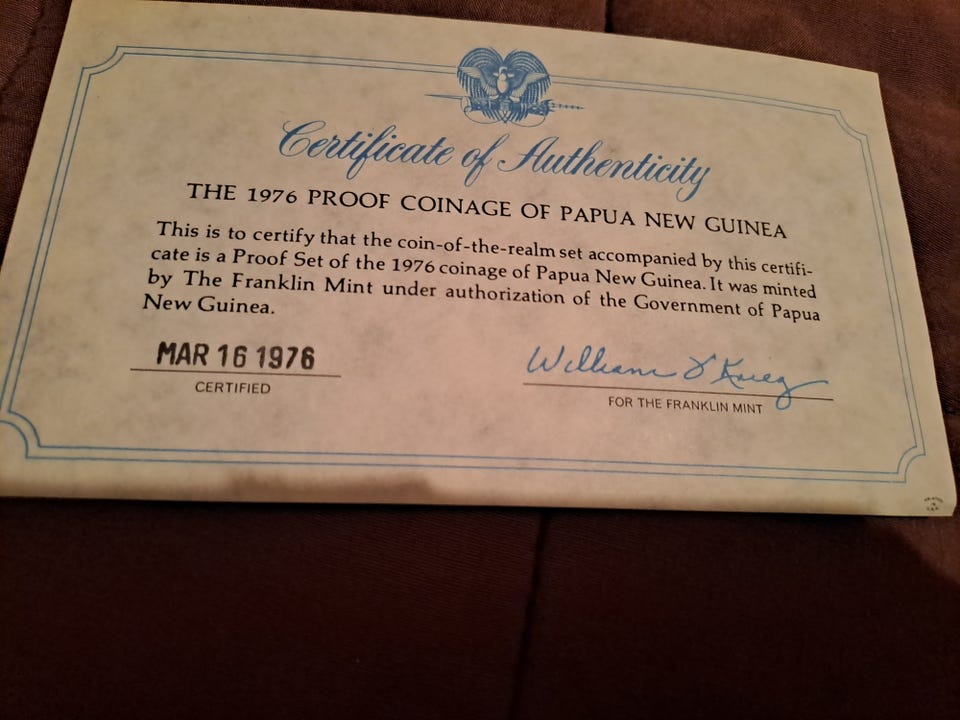 Certificate of Authenticity
THE 1976 PROOF COINAGE OF PAPUA NEW GUINEA
This is to certify that the coin-of-the-realm set accompanied by this certifi-
cate is a Proof Set of the 1976 coinage of Papua New Guinea. It was minted
by The Franklin Mint under authorization of the Government of Papua
New Guinea.
MAR 16 1976
CERTIFIED
William
FOR THE FRANKLIN MINT